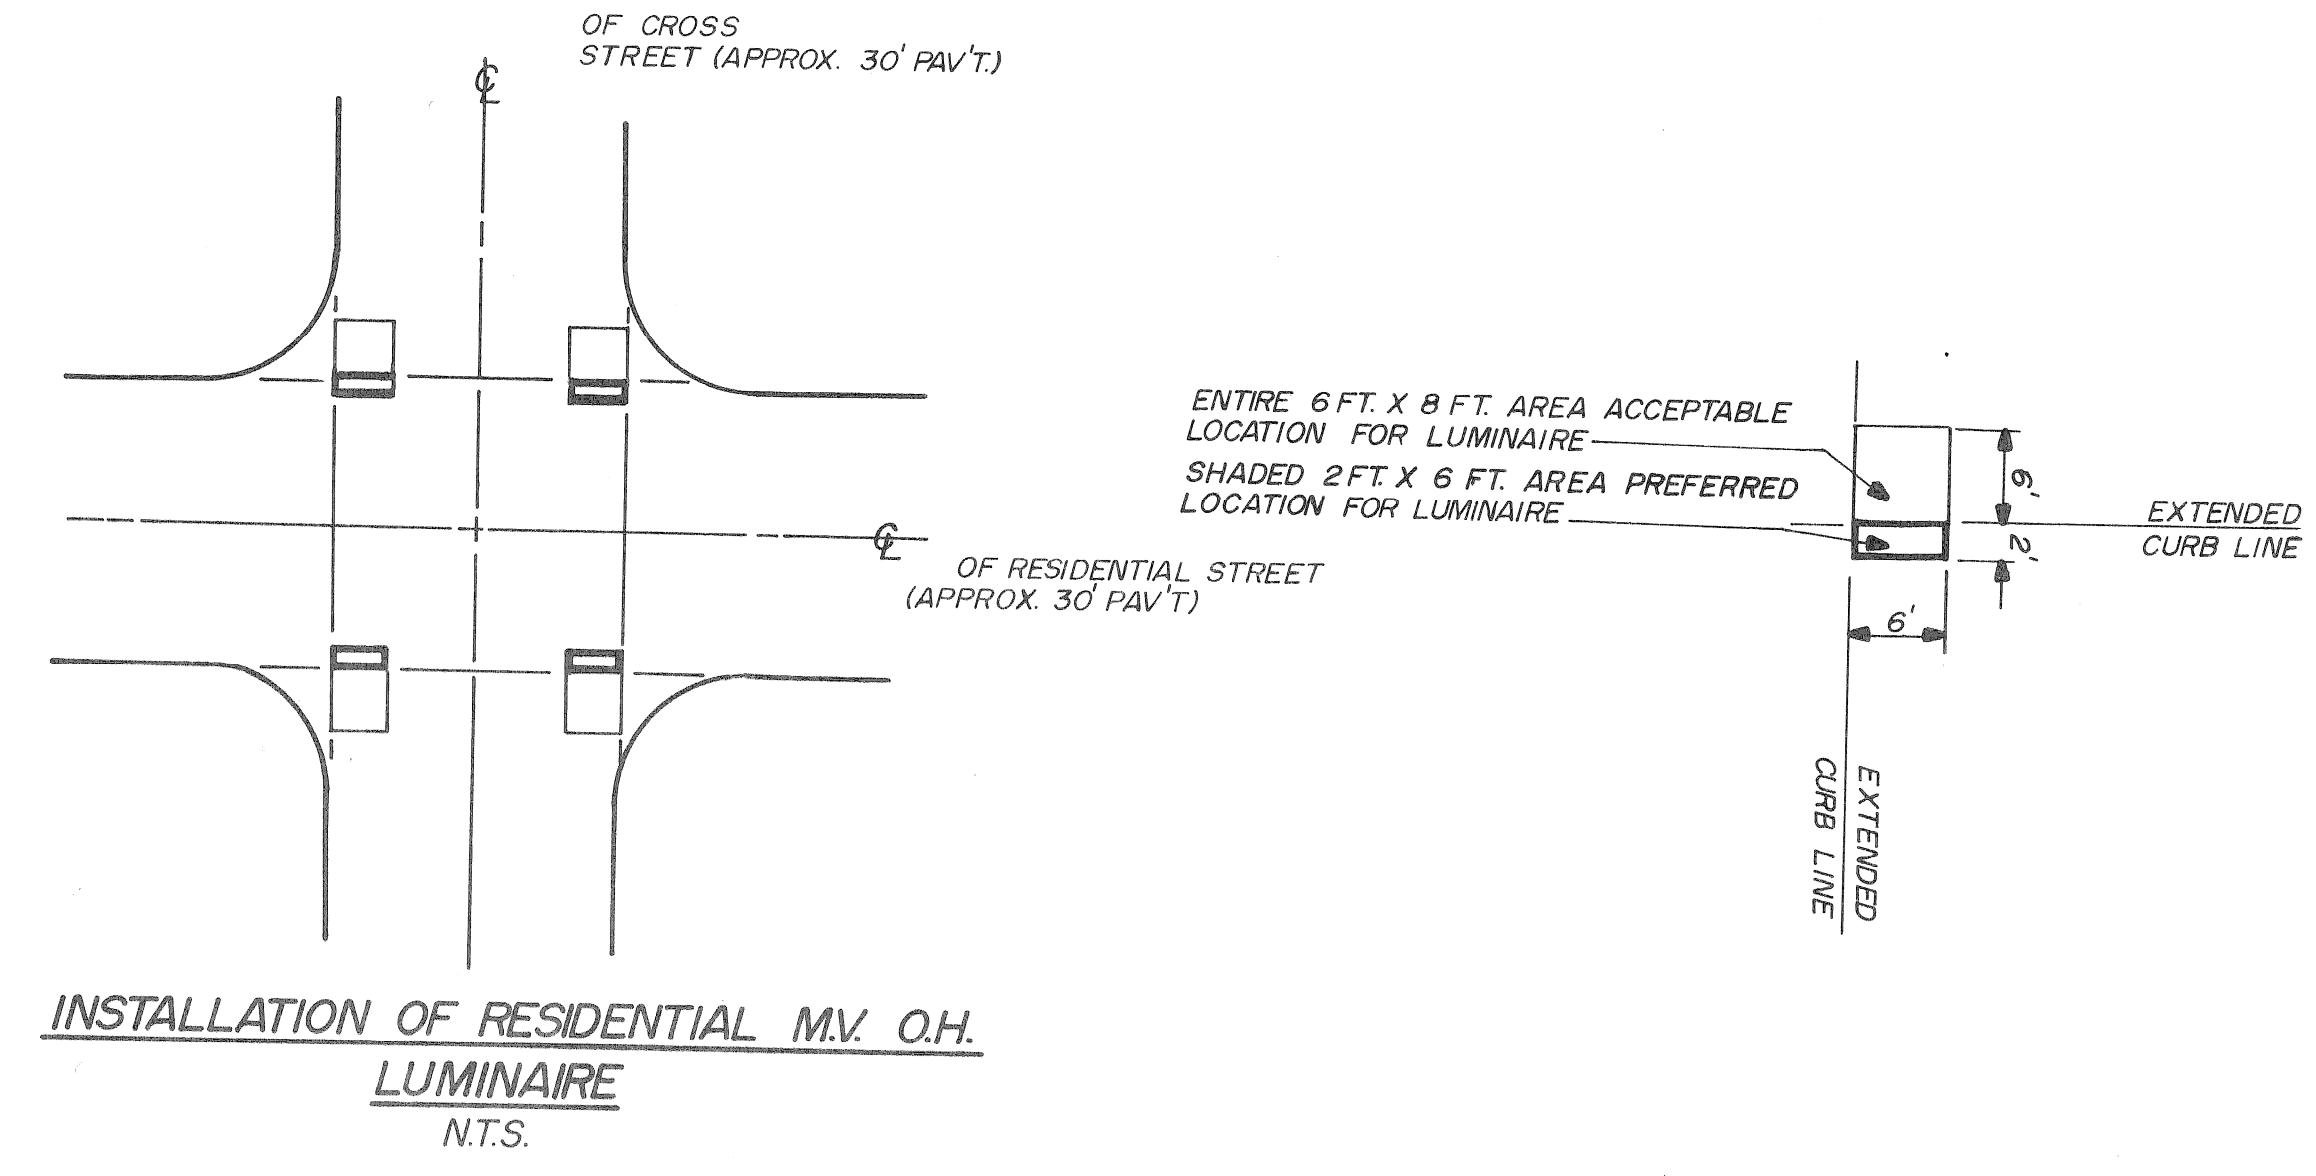 OF CROSS
STREET (APPROX. 30' PAV'T.)
℄
℄
OF RESIDENTIAL STREET
(APPROX. 30' PAV'T)
ENTIRE 6 FT. X 8 FT. AREA ACCEPTABLE
LOCATION FOR LUMINAIRE
SHADED 2 FT. X 6 FT. AREA PREFERRED
LOCATION FOR LUMINAIRE
6'
2'
6'
EXTENDED
CURB LINE
EXTENDED
CURB LINE
INSTALLATION OF RESIDENTIAL M.V. O.H.
LUMINAIRE
N.T.S.